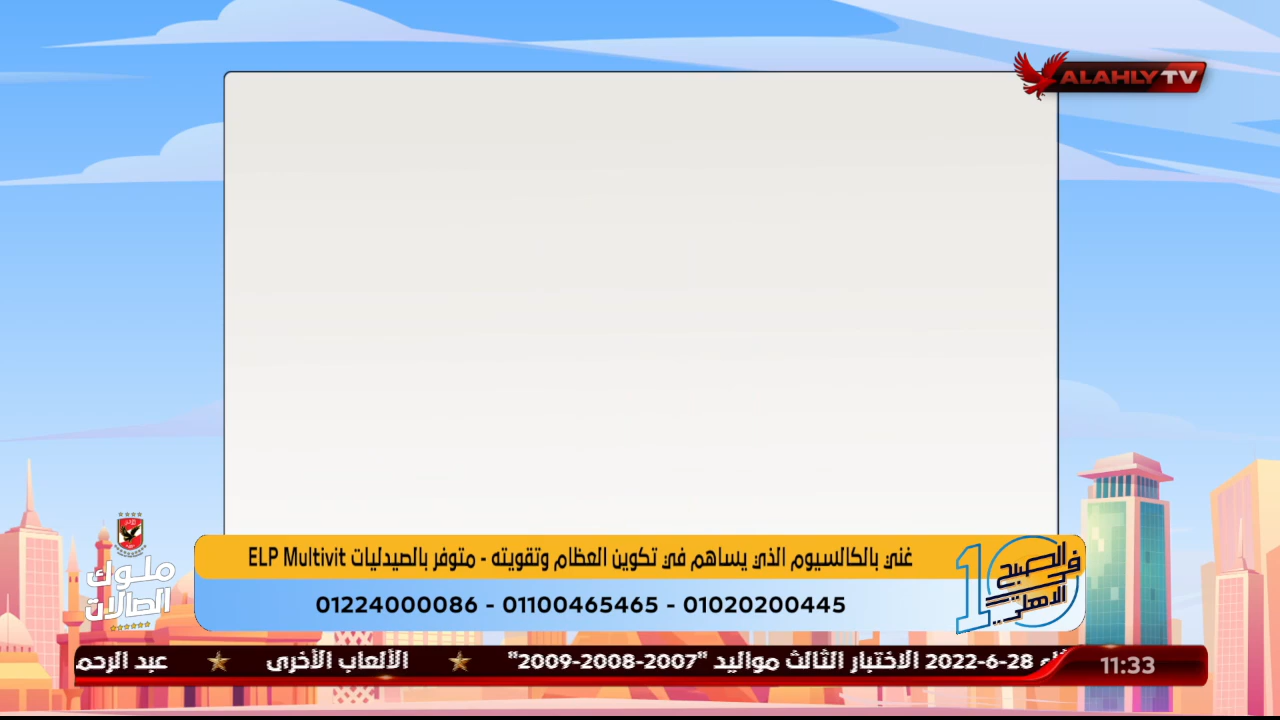 ALAHLY TV
غني بالكالسيوم الذي يساهم في تكوين العظام وتقويته - متوفر بالصيدليات ELP Multivit
01224000086 - 01100465465 - 01020200445
10 الصبح في الاهلي
ملوك الصالات
28-6-2022 الاختبار الثالث مواليد "2007-2008-2009" ★ الألعاب الأخرى ★ عبد الرحم
11:33